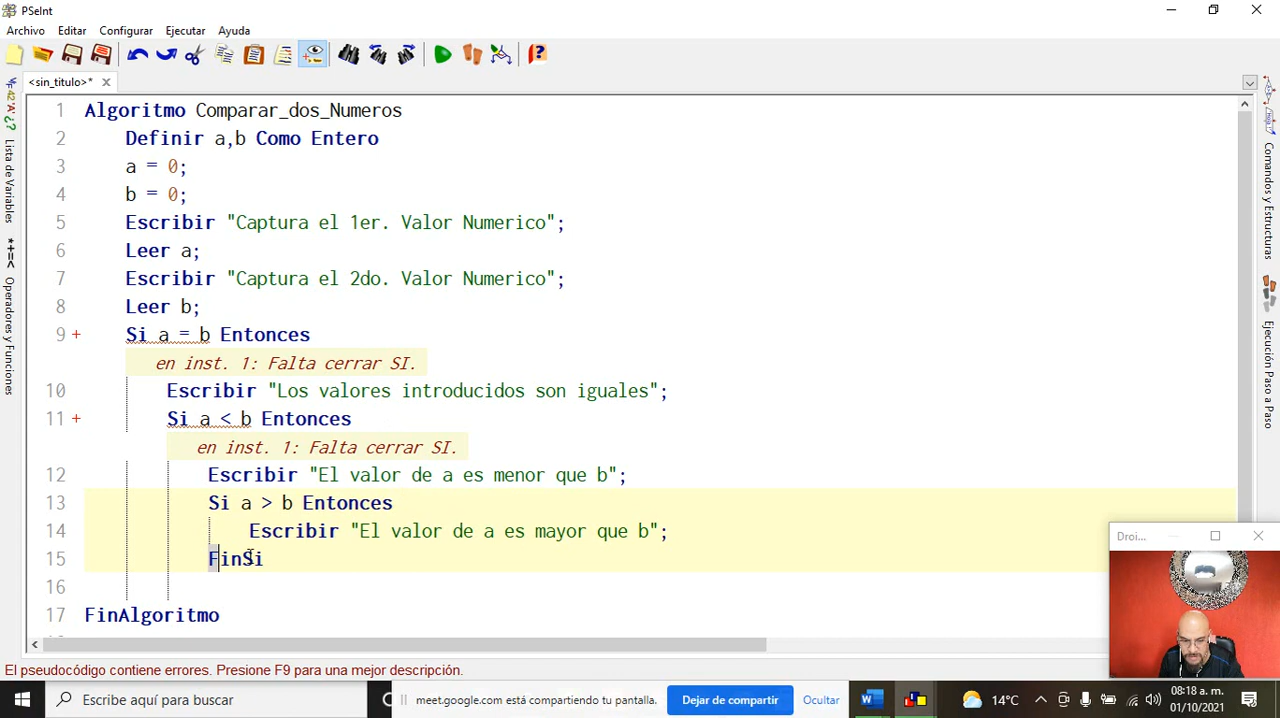 PSeInt
Archivo Editar Configurar Ejecutar Ayuda
<sin_titulo>*
Lista de Variables
*+=< Operadores y Funciones
Comandos y Estructuras
Ejecución Paso a Paso
1 Algoritmo Comparar_dos_Numeros
2 Definir a,b Como Entero
3 a = 0;
4 b = 0;
5 Escribir "Captura el 1er. Valor Numerico";
6 Leer a;
7 Escribir "Captura el 2do. Valor Numerico";
8 Leer b;
9 + Si a = b Entonces
en inst. 1: Falta cerrar SI.
10 Escribir "Los valores introducidos son iguales";
11 + Si a < b Entonces
en inst. 1: Falta cerrar SI.
12 Escribir "El valor de a es menor que b";
13 Si a > b Entonces
14 Escribir "El valor de a es mayor que b";
15 FinSi
16
17 FinAlgoritmo
Droi...
El pseudocódigo contiene errores. Presione F9 para una mejor descripción.
Escribe aquí para buscar
meet.google.com está compartiendo tu pantalla.
Dejar de compartir
Ocultar
14°C
08:18 a. m.
01/10/2021